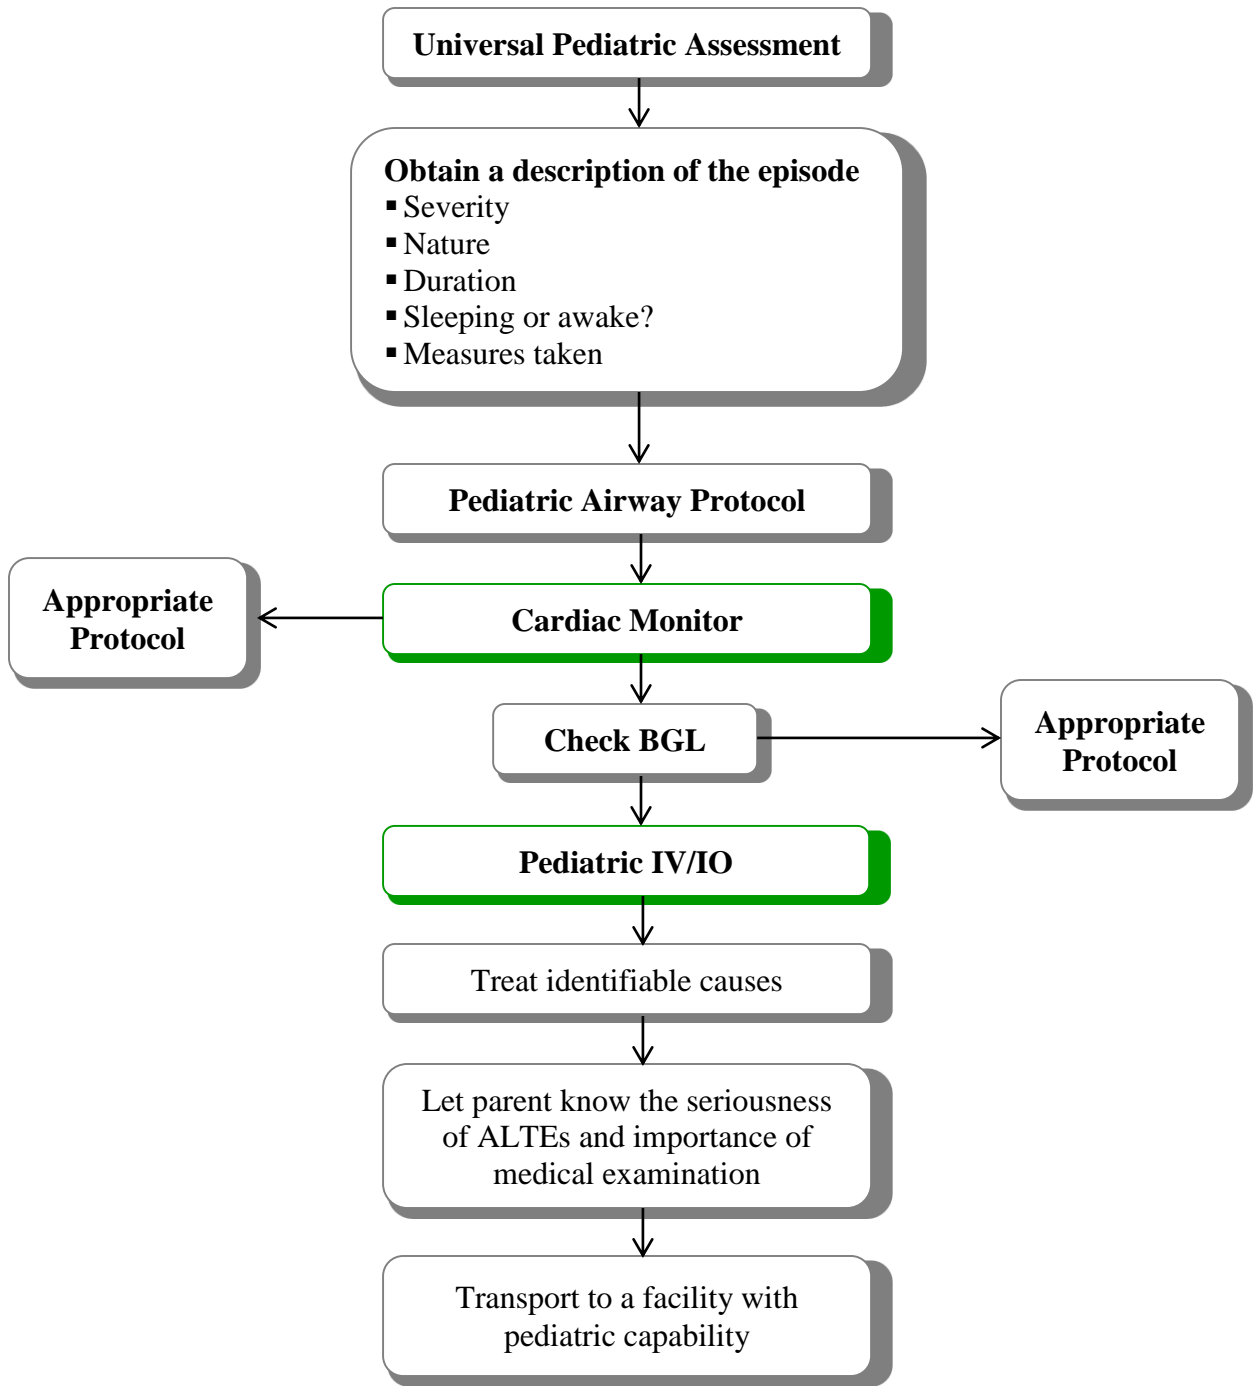 Universal Pediatric Assessment
Obtain a description of the episode
▪ Severity
▪ Nature
▪ Duration
▪ Sleeping or awake?
▪ Measures taken
Pediatric Airway Protocol
Appropriate
Protocol
Cardiac Monitor
Check BGL
Appropriate
Protocol
Pediatric IV/IO
Treat identifiable causes
Let parent know the seriousness
of ALTEs and importance of
medical examination
Transport to a facility with
pediatric capability